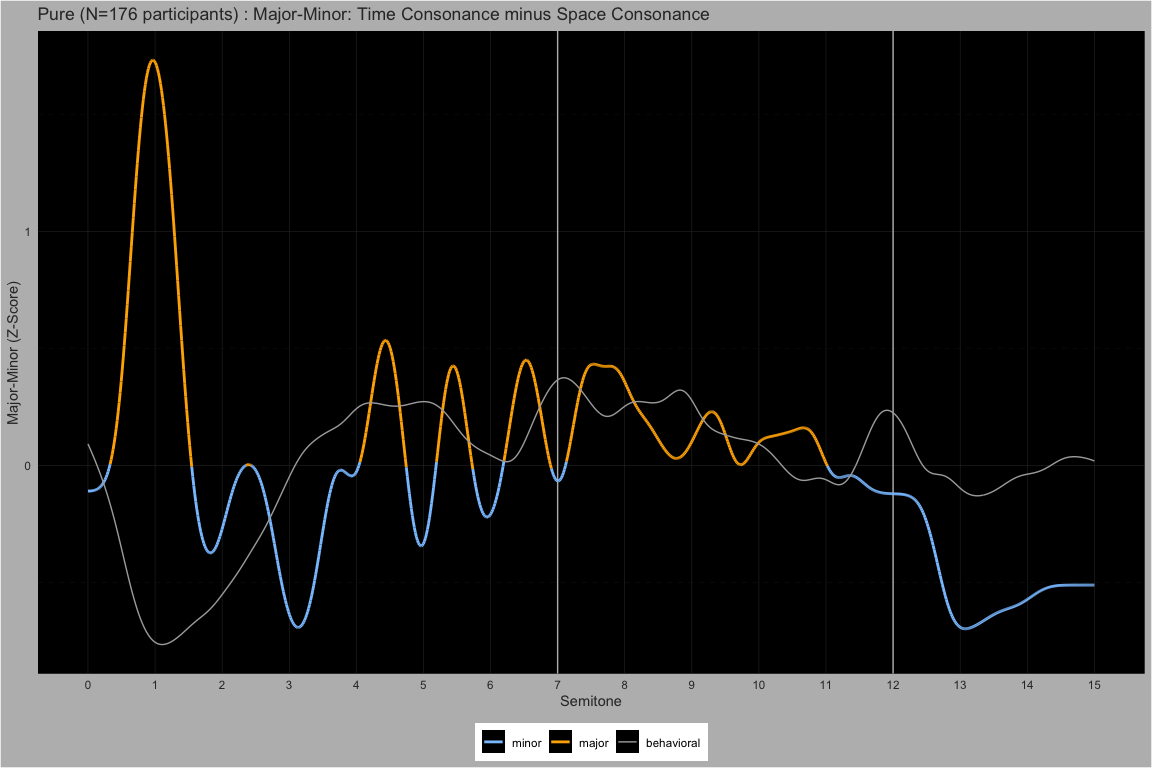 Pure (N=176 participants) : Major-Minor: Time Consonance minus Space Consonance
Major-Minor (Z-Score)
1
0
0 1 2 3 4 5 6 7 8 9 10 11 12 13 14 15
Semitone
minor major behavioral